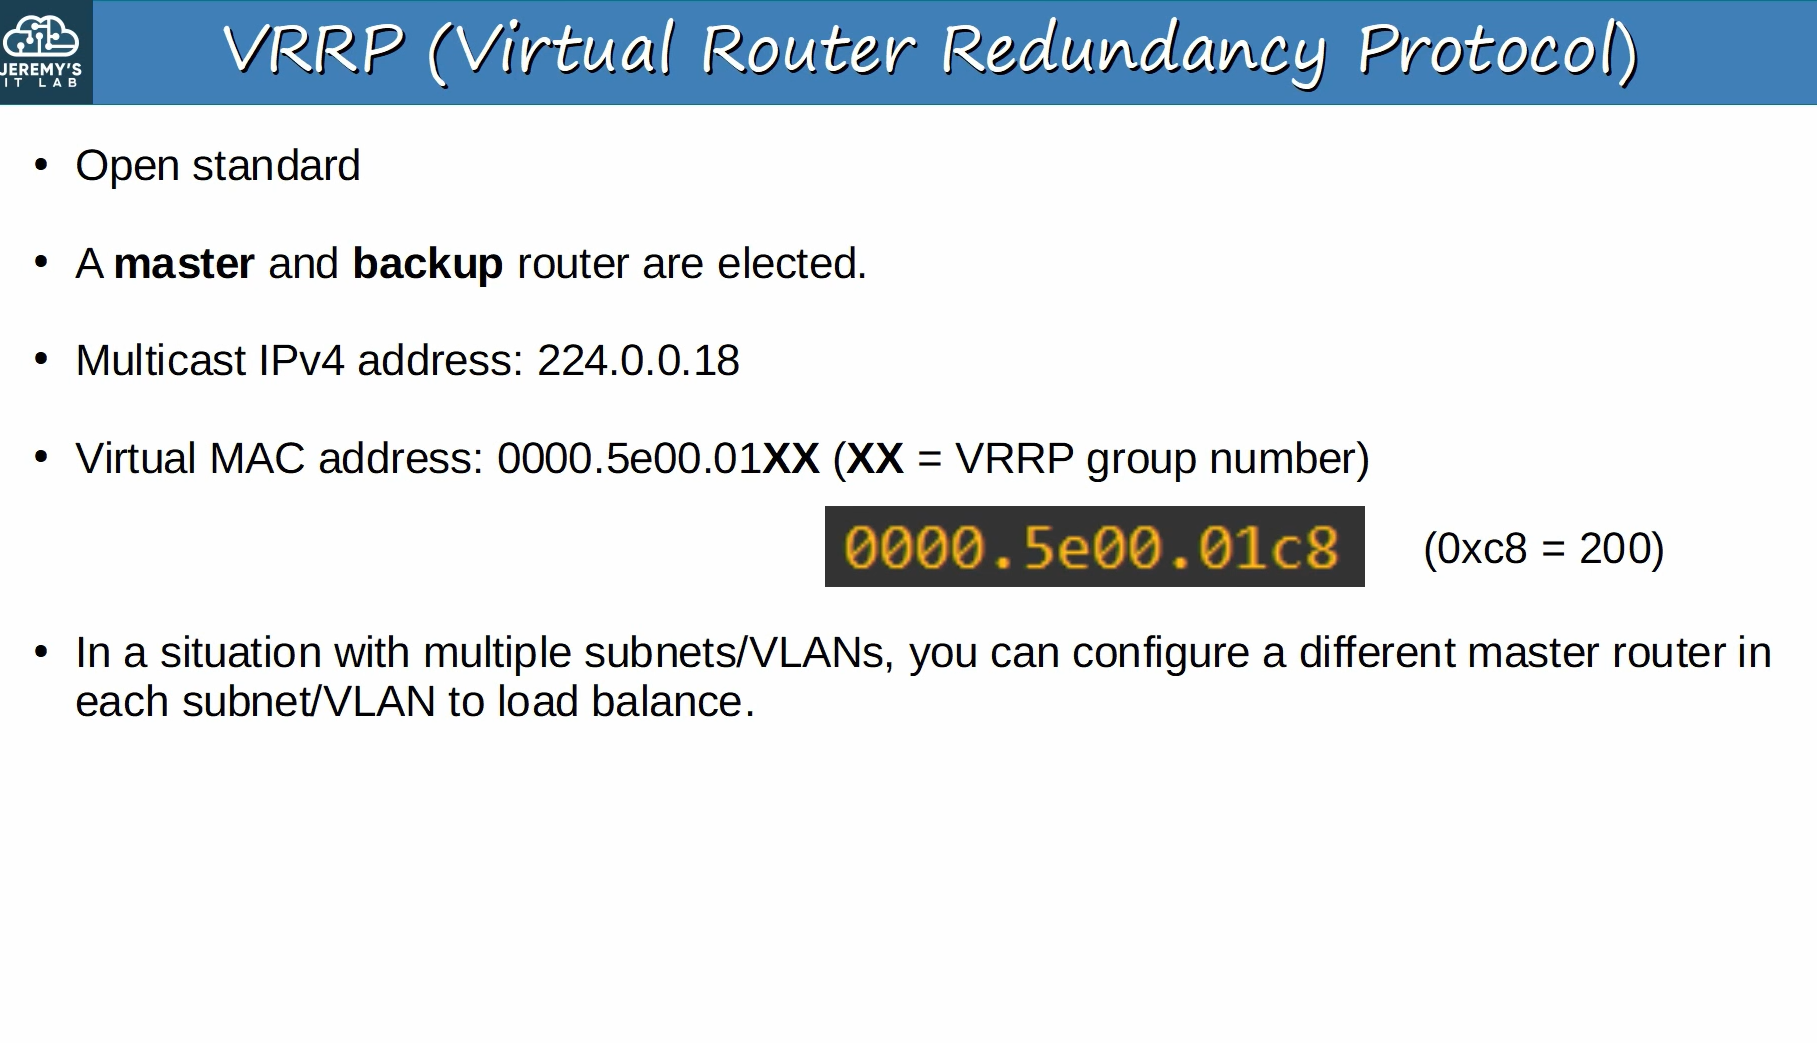 JEREMY'S
IT LAB
VRRP (Virtual Router Redundancy Protocol)
• Open standard
• A master and backup router are elected.
• Multicast IPv4 address: 224.0.0.18
• Virtual MAC address: 0000.5e00.01XX (XX = VRRP group number)
0000.5e00.01c8 (0xc8 = 200)
• In a situation with multiple subnets/VLANs, you can configure a different master router in
each subnet/VLAN to load balance.